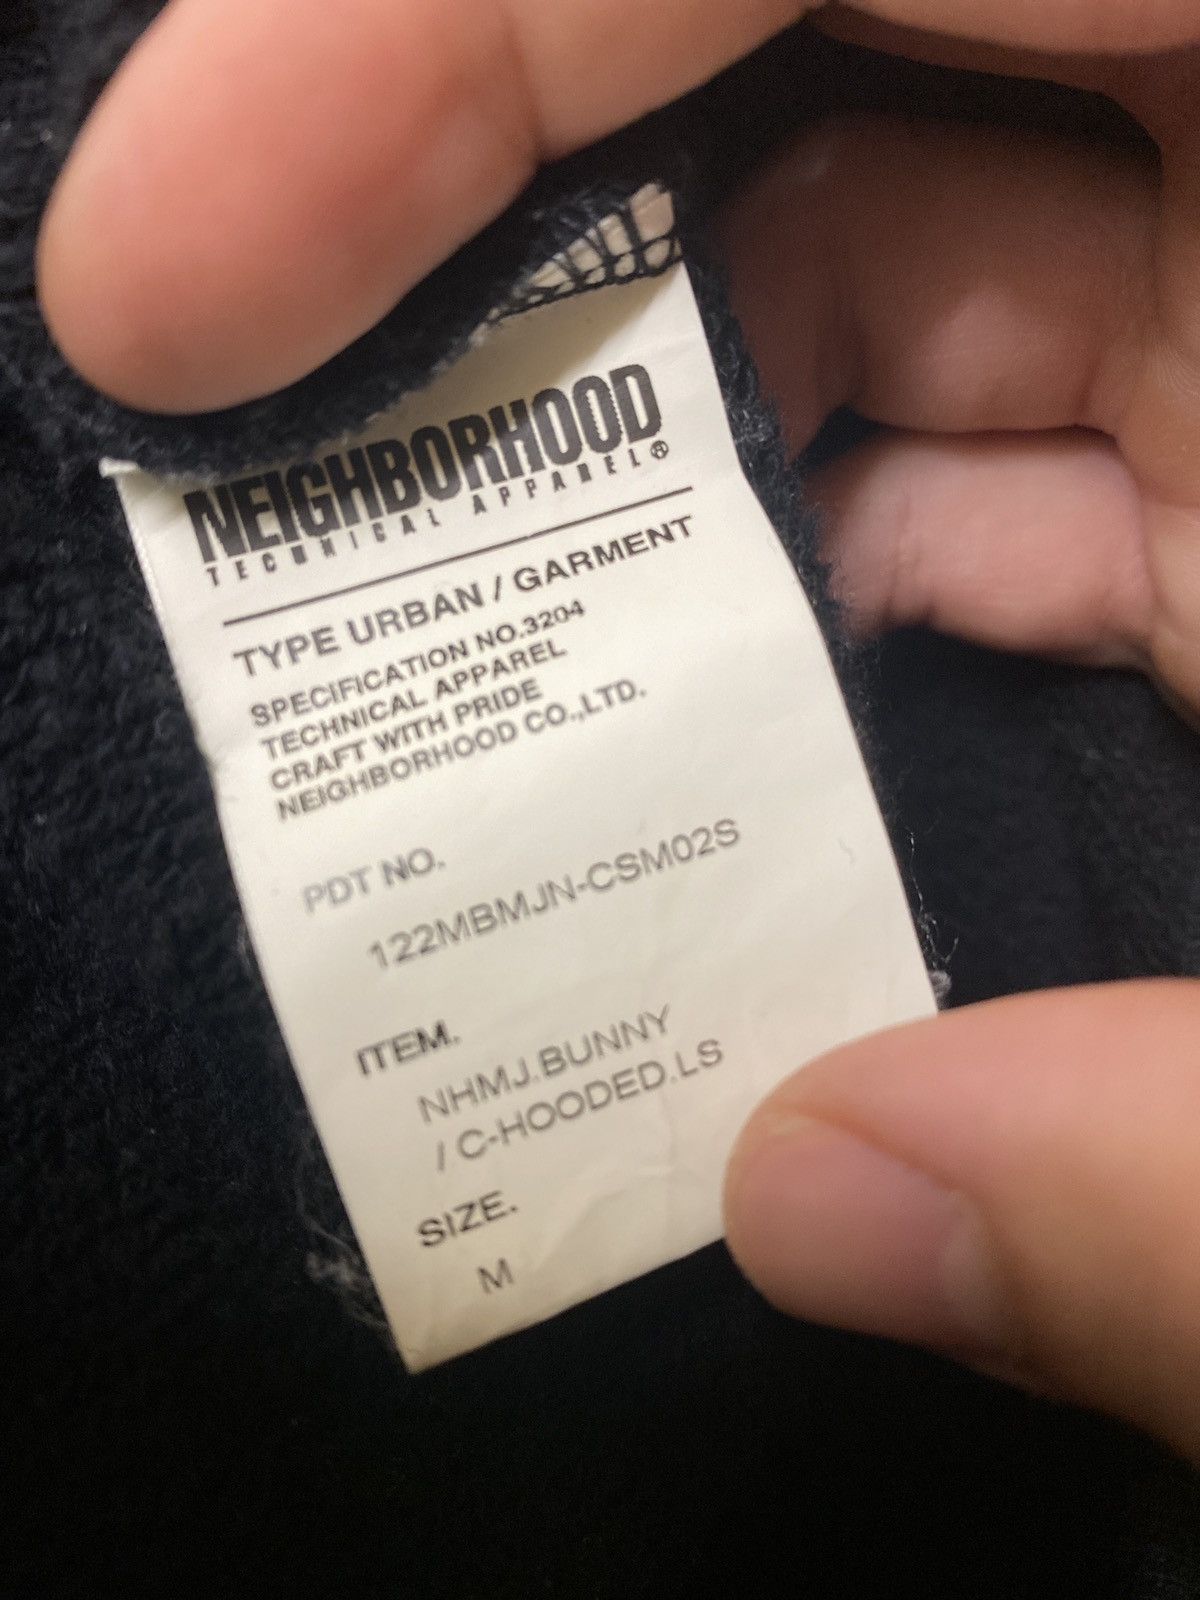 NEIGHBORHOOD
TECHNICAL APPAREL®
TYPE URBAN / GARMENT
SPECIFICATION NO.3204
TECHNICAL APPAREL
CRAFT WITH PRIDE
NEIGHBORHOOD CO.,LTD.
PDT NO.
122MBMJN-CSM02S
ITEM.
NHMJ.BUNNY
/ C-HOODED.LS
SIZE.
M